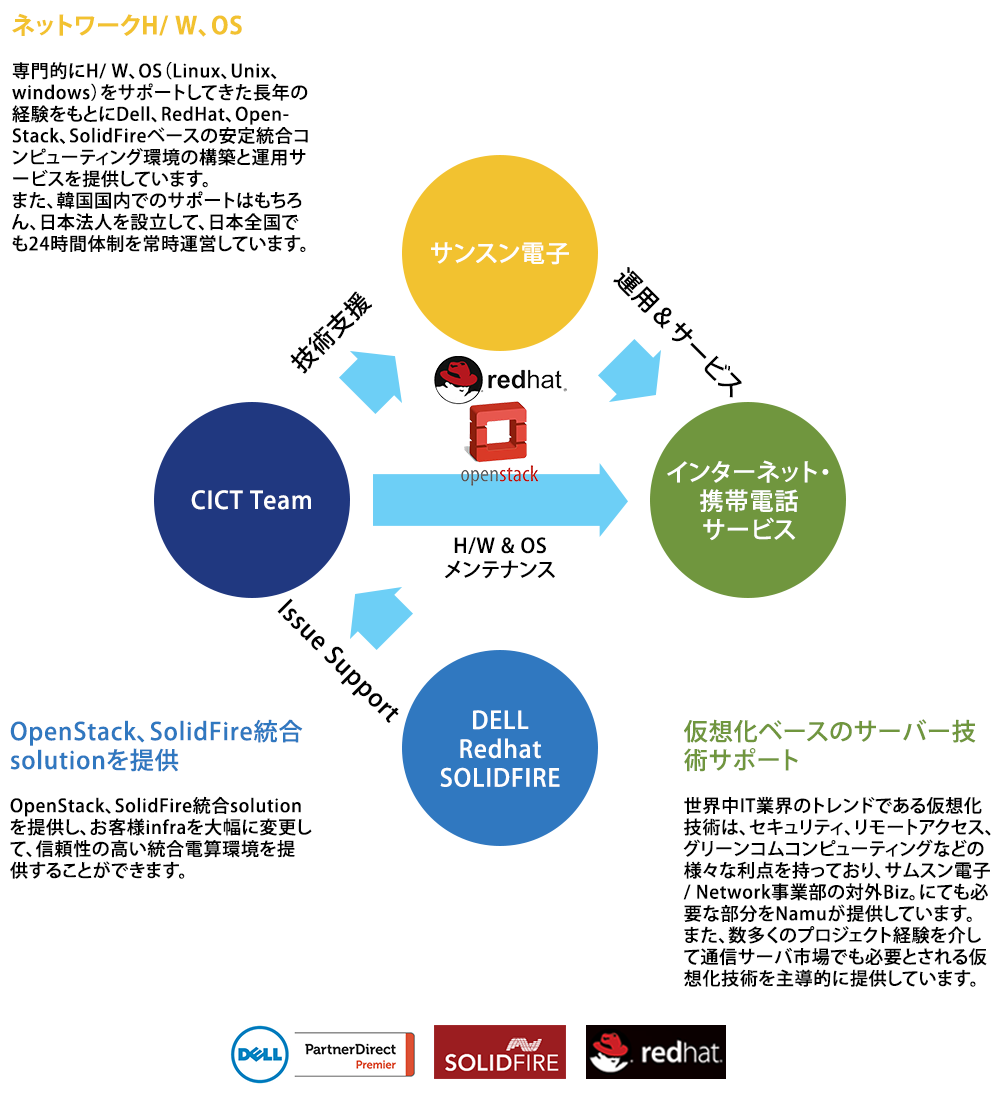 ネットワークH/ W、OS
専門的にH/ W、OS（Linux、Unix、
windows）をサポートしてきた長年の
経験をもとにDell、RedHat、Open-
Stack、SolidFireベースの安定統合コ
ンピューティング環境の構築と運用サ
ービスを提供しています。
また、韓国国内でのサポートはもちろ
ん、日本法人を設立して、日本全国で
も24時間体制を常時運営しています。
サンスン電子
技術支援
運用＆サービス
redhat.
openstack
CICT Team
インターネット・
携帯電話
サービス
H/W & OS
メンテナンス
Issue Support
DELL
Redhat
SOLIDFIRE
OpenStack、SolidFire統合
solutionを提供
OpenStack、SolidFire統合solution
を提供し、お客様infraを大幅に変更し
て、信頼性の高い統合電算環境を提
供することができます。
仮想化ベースのサーバー技
術サポート
世界中IT業界のトレンドである仮想化
技術は、セキュリティ、リモートアクセス、
グリーンコムコンピューティングなどの
様々な利点を持っており、サムスン電子
/ Network事業部の対外Biz。にても必
要な部分をNamuが提供しています。
また、数多くのプロジェクト経験を介し
て通信サーバ市場でも必要とされる仮
想化技術を主導的に提供しています。
DELL
PartnerDirect
Premier
SOLIDFIRE
redhat.